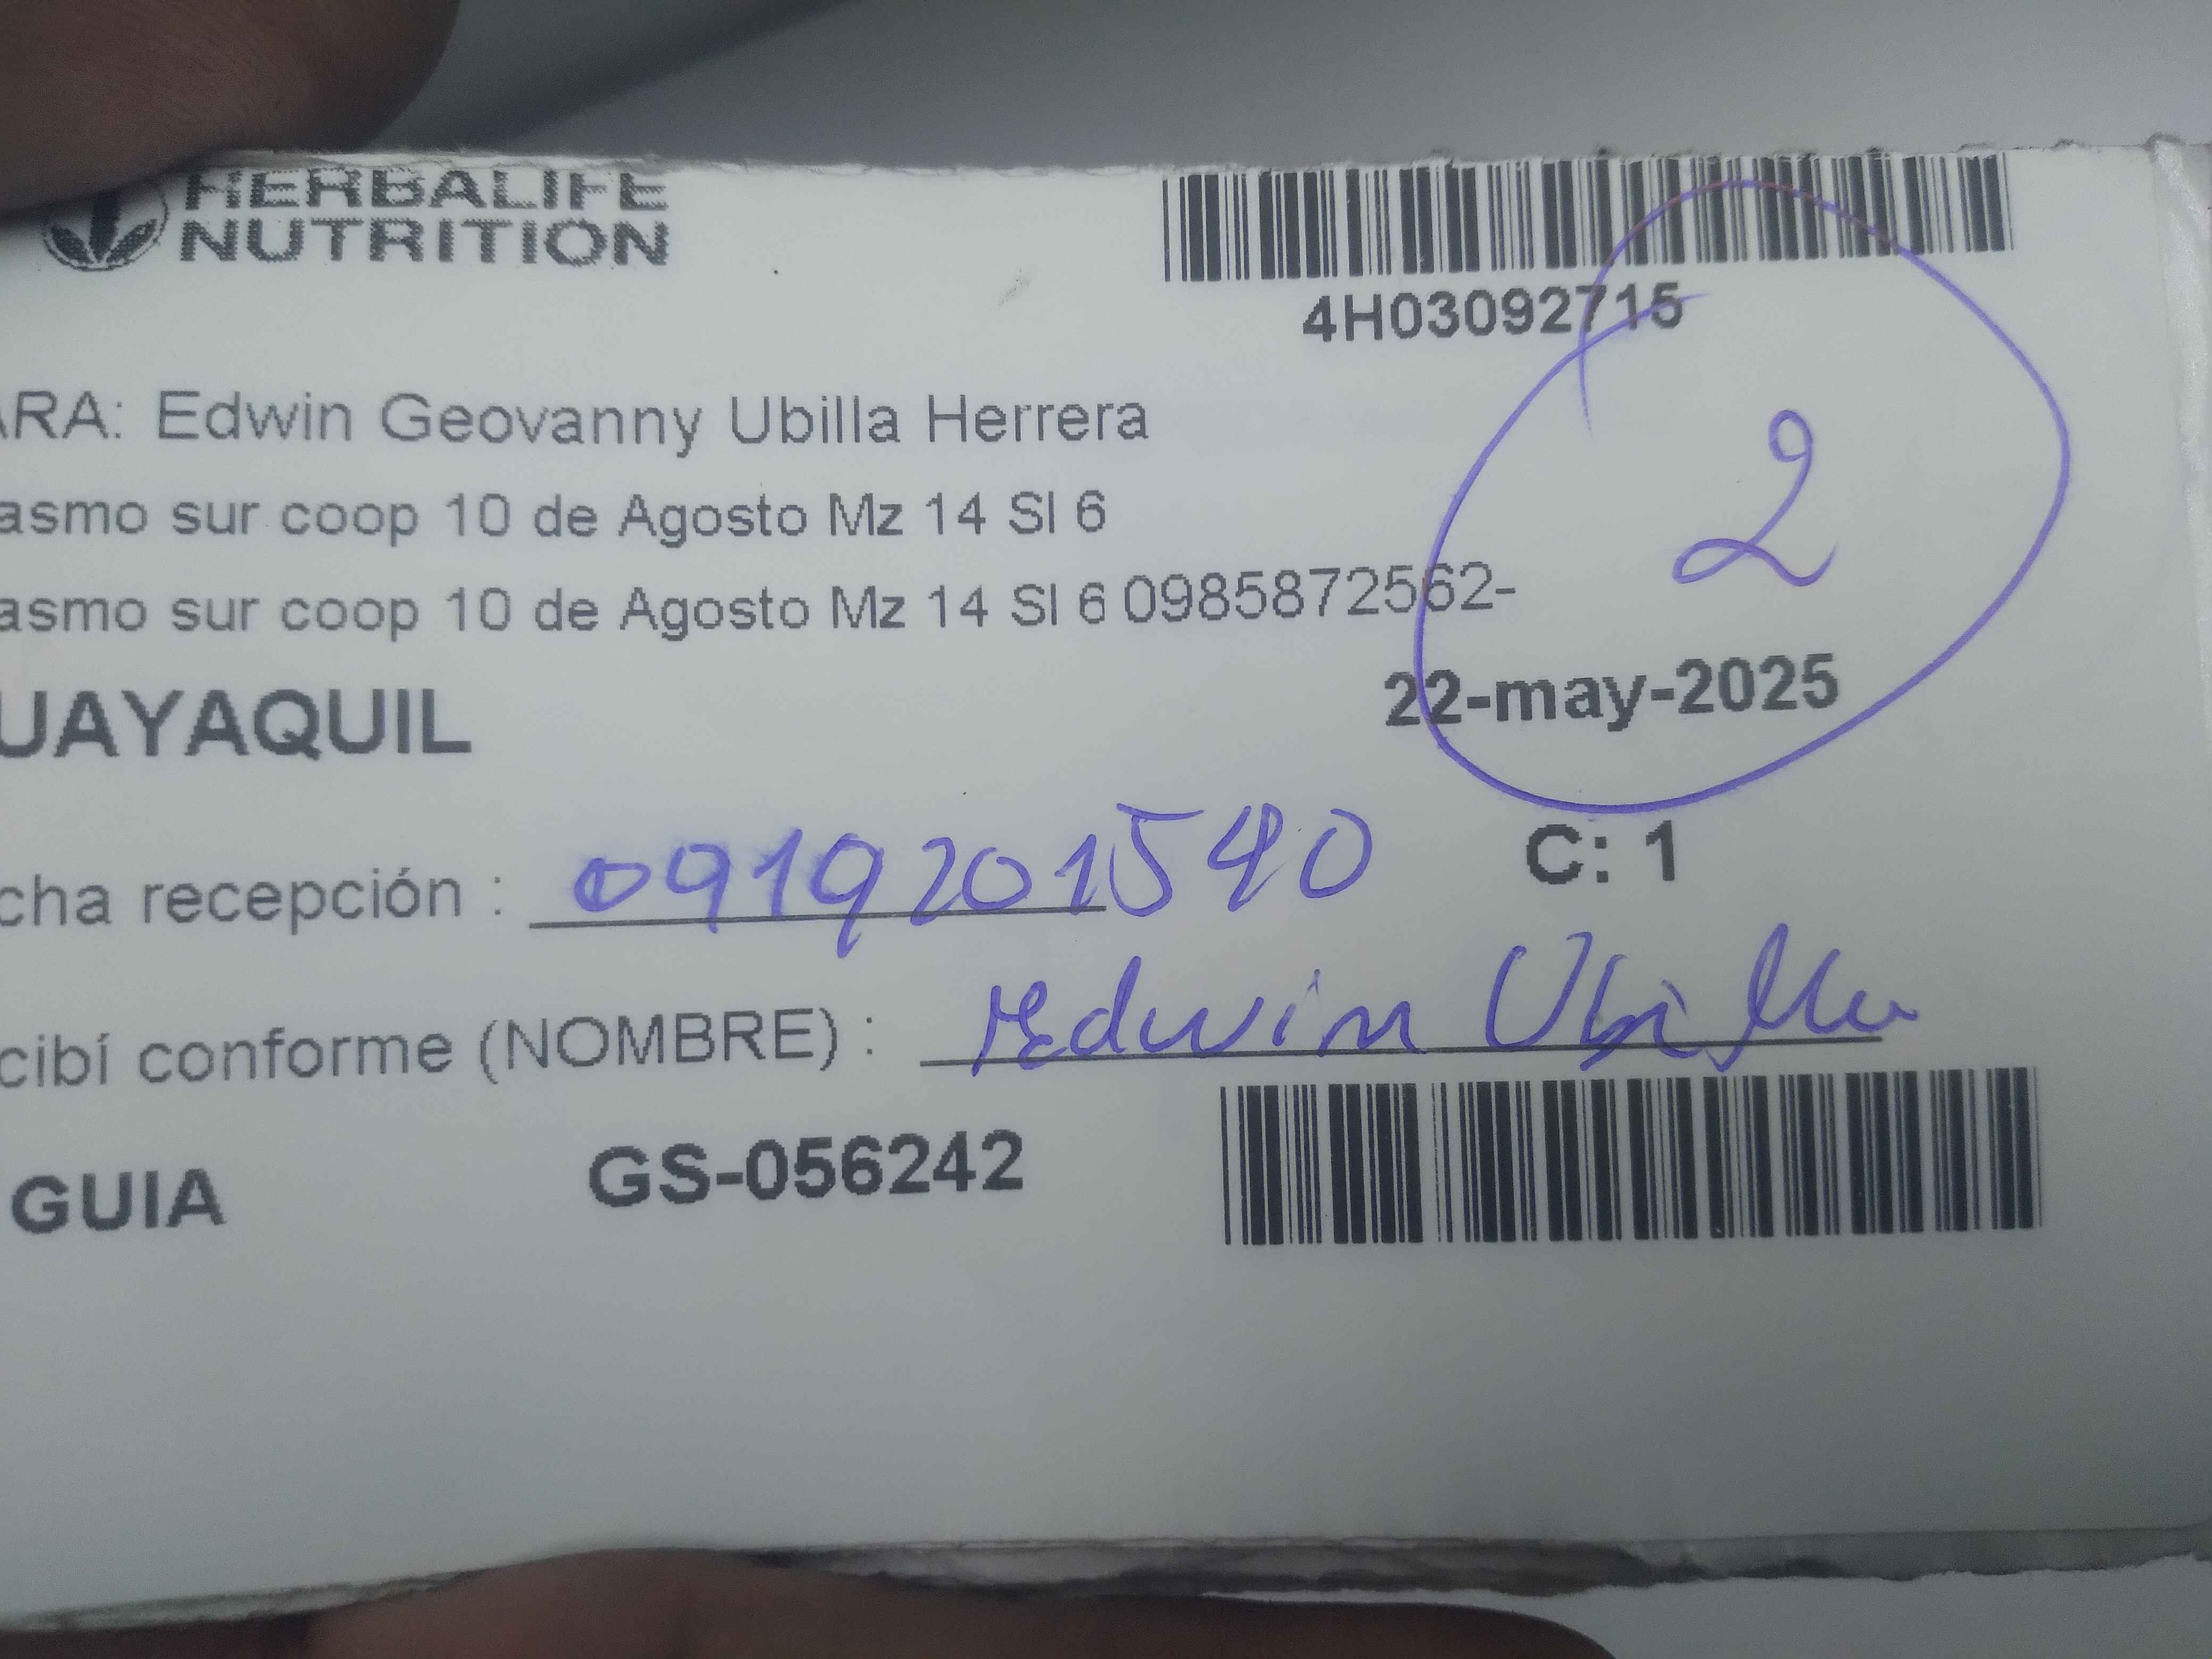 HERBALIFE
NUTRITION
4H03092715
ARA: Edwin Geovanny Ubilla Herrera
asmo sur coop 10 de Agosto Mz 14 Sl 6
asmo sur coop 10 de Agosto Mz 14 Sl 6 0985872562-
2
UAYAQUIL
22-may-2025
cha recepción : 0919201540
C: 1
cibí conforme (NOMBRE) : Edwin Ubilla
GUIA GS-056242